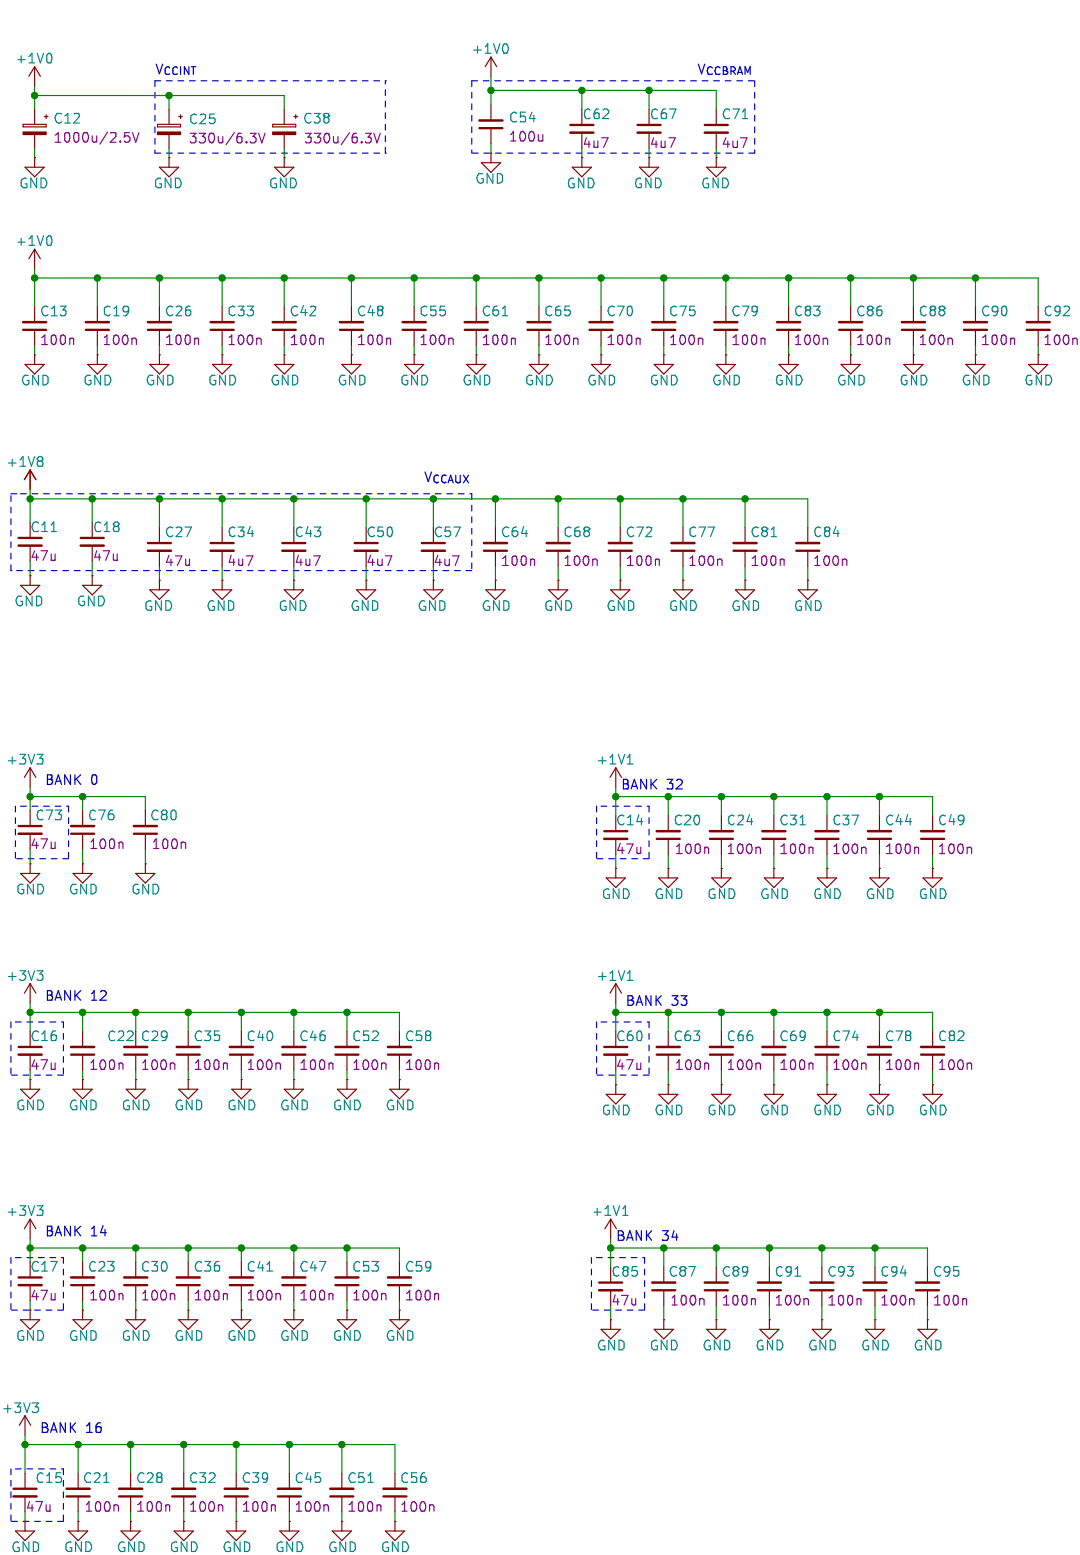 +1V0
VCCINT
C12
1000u/2.5V
C25
330u/6.3V
C38
330u/6.3V
GND GND GND
+1V0
VCCBRAM
C54
100u
C62
4u7
C67
4u7
C71
4u7
GND GND GND GND
+1V0
C13 C19 C26 C33 C42 C48 C55 C61 C65 C70 C75 C79 C83 C86 C88 C90 C92
100n 100n 100n 100n 100n 100n 100n 100n 100n 100n 100n 100n 100n 100n 100n 100n 100n
GND GND GND GND GND GND GND GND GND GND GND GND GND GND GND GND GND
+1V8
VCCAUX
C11 C18 C27 C34 C43 C50 C57 C64 C68 C72 C77 C81 C84
47u 47u 47u 4u7 4u7 4u7 4u7 100n 100n 100n 100n 100n 100n
GND GND GND GND GND GND GND GND GND GND GND GND GND
+3V3
BANK 0
C73 C76 C80
47u 100n 100n
GND GND GND
+1V1
BANK 32
C14 C20 C24 C31 C37 C44 C49
47u 100n 100n 100n 100n 100n 100n
GND GND GND GND GND GND GND
+3V3
BANK 12
C16 C22 C29 C35 C40 C46 C52 C58
47u 100n 100n 100n 100n 100n 100n 100n
GND GND GND GND GND GND GND GND
+1V1
BANK 33
C60 C63 C66 C69 C74 C78 C82
47u 100n 100n 100n 100n 100n 100n
GND GND GND GND GND GND GND
+3V3
BANK 14
C17 C23 C30 C36 C41 C47 C53 C59
47u 100n 100n 100n 100n 100n 100n 100n
GND GND GND GND GND GND GND GND
+1V1
BANK 34
C85 C87 C89 C91 C93 C94 C95
47u 100n 100n 100n 100n 100n 100n
GND GND GND GND GND GND GND
+3V3
BANK 16
C15 C21 C28 C32 C39 C45 C51 C56
47u 100n 100n 100n 100n 100n 100n 100n
GND GND GND GND GND GND GND GND